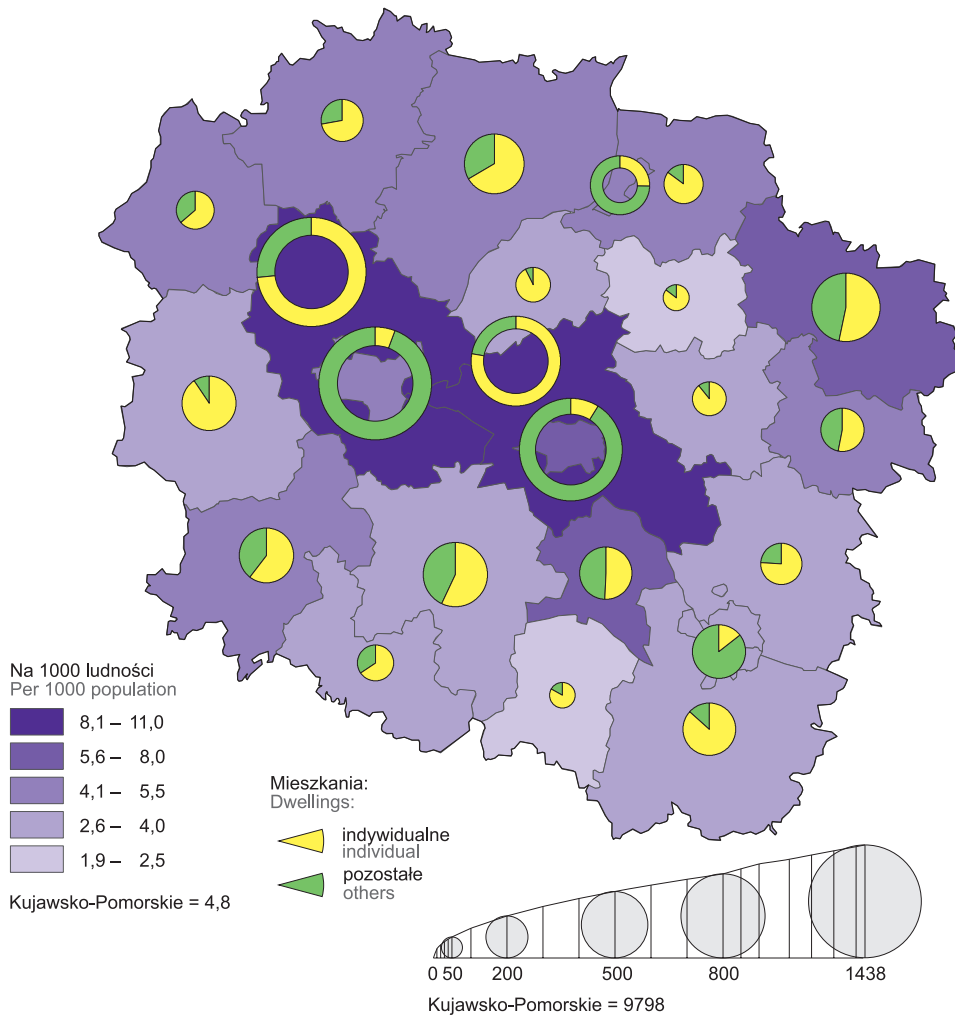 Na 1000 ludności
Per 1000 population
8,1 – 11,0
5,6 – 8,0
4,1 – 5,5
2,6 – 4,0
1,9 – 2,5
Kujawsko-Pomorskie = 4,8
Mieszkania:
Dwellings:
indywidualne
individual
pozostałe
others
0 50 200 500 800 1438
Kujawsko-Pomorskie = 9798